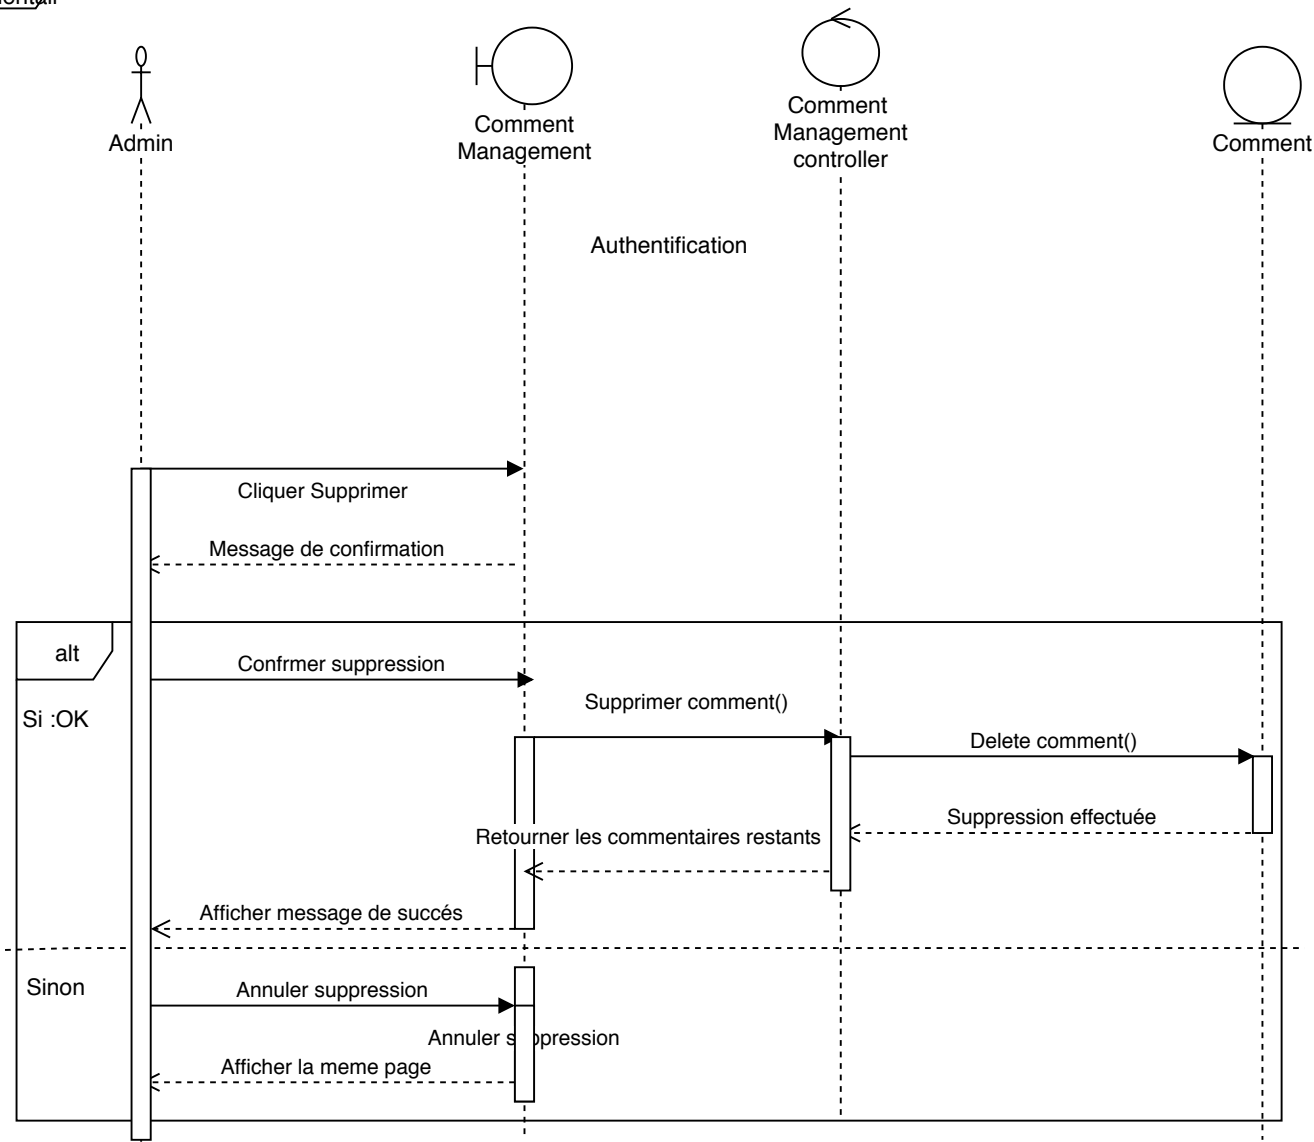 Admin
Comment
Management
Comment
Management
controller
Comment
Authentification
Cliquer Supprimer
Message de confirmation
alt
Confrmer suppression
Si :OK
Supprimer comment()
Delete comment()
Suppression effectuée
Retourner les commentaires restants
Afficher message de succés
Sinon
Annuler suppression
Annuler suppression
Afficher la meme page